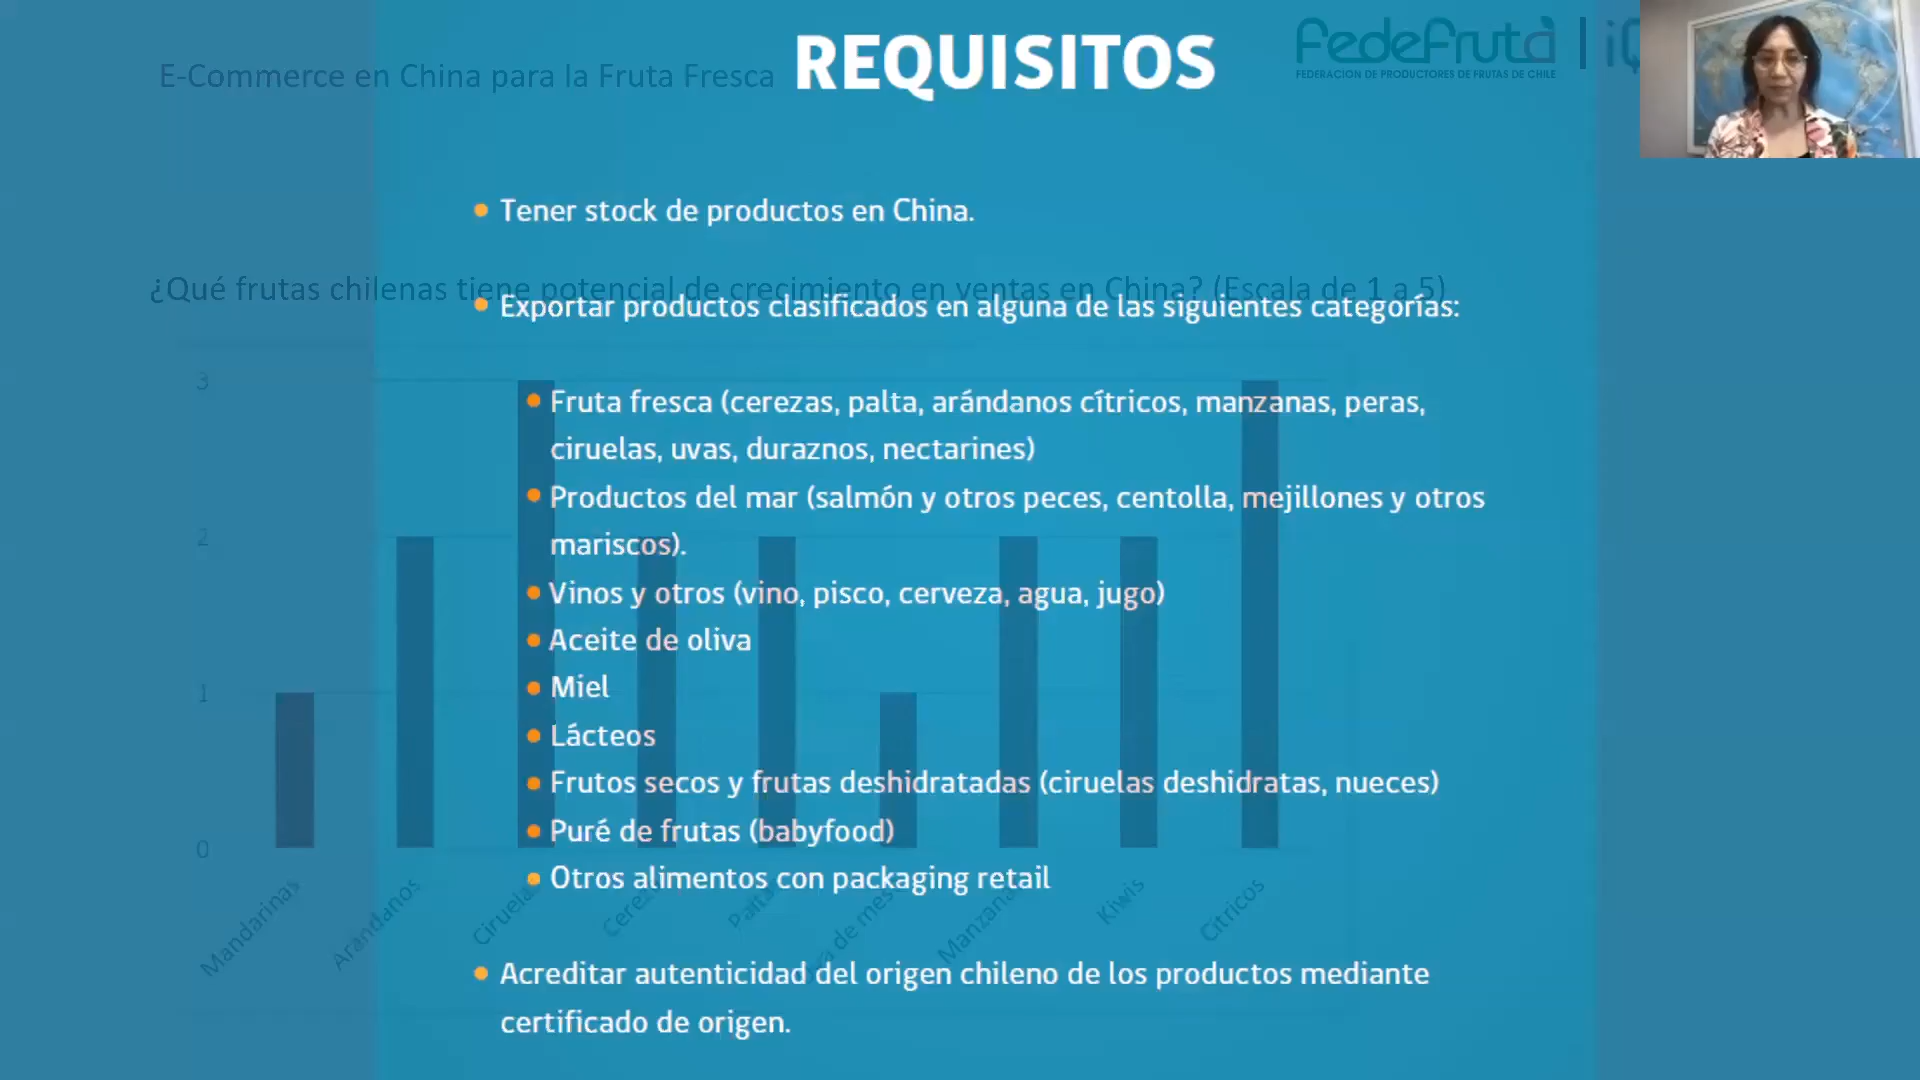 REQUISITOS
E-Commerce en China para la Fruta Fresca
FedeFruta
FEDERACION DE PRODUCTORES DE FRUTAS DE CHILE
Tener stock de productos en China.
¿Qué frutas chilenas tiene potencial de crecimiento en ventas en China? (Escala de 1 a 5)
Exportar productos clasificados en alguna de las siguientes categorías:
Fruta fresca (cerezas, palta, arándanos cítricos, manzanas, peras,
ciruelas, uvas, duraznos, nectarines)
Productos del mar (salmón y otros peces, centolla, mejillones y otros
mariscos).
Vinos y otros (vino, pisco, cerveza, agua, jugo)
Aceite de oliva
Miel
Lácteos
Frutos secos y frutas deshidratadas (ciruelas deshidratas, nueces)
Puré de frutas (babyfood)
Otros alimentos con packaging retail
Acreditar autenticidad del origen chileno de los productos mediante
certificado de origen.
3
2
1
0
Mandarinas
Arándanos
Kiwis
Cítricos